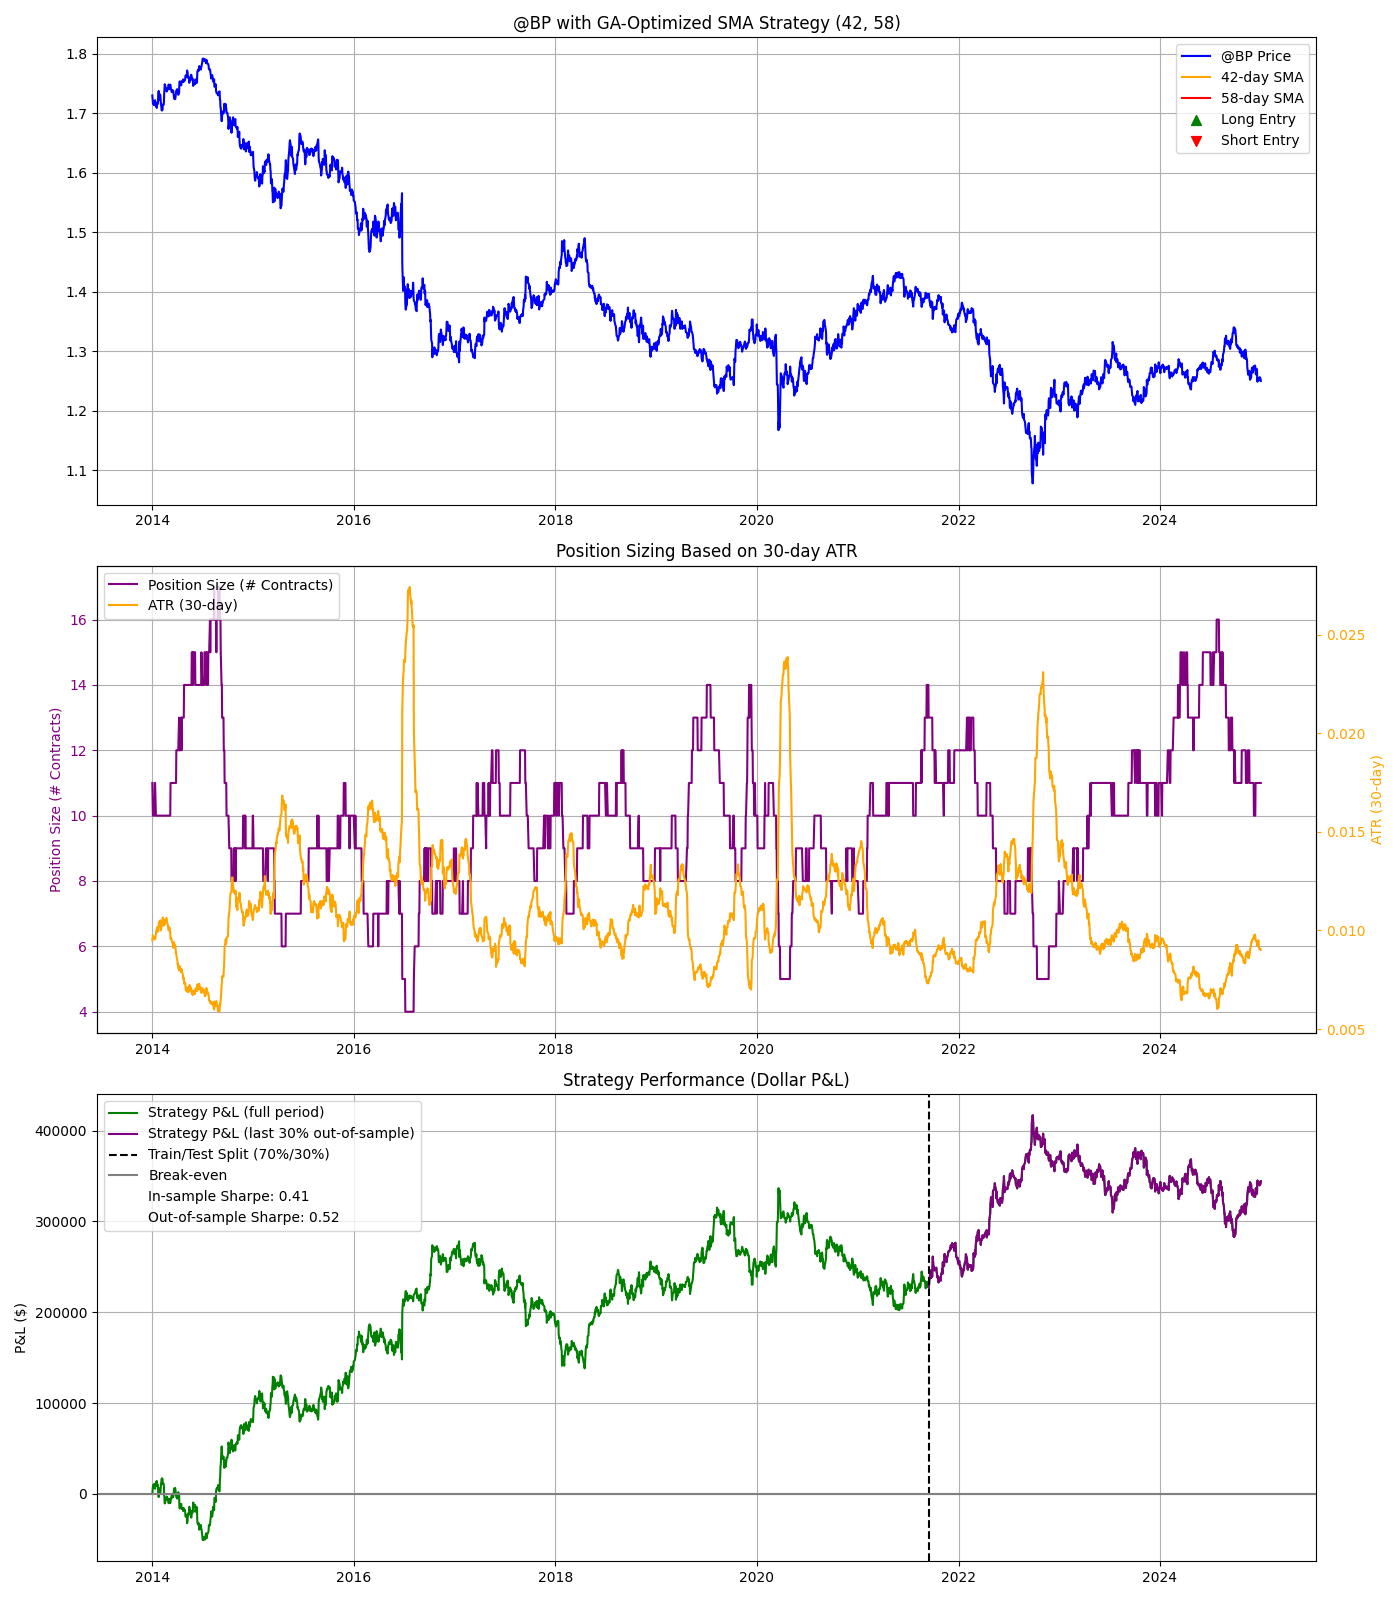 @BP with GA-Optimized SMA Strategy (42, 58)
@BP Price
42-day SMA
58-day SMA
Long Entry
Short Entry
1.8
1.7
1.6
1.5
1.4
1.3
1.2
1.1
2014 2016 2018 2020 2022 2024
Position Sizing Based on 30-day ATR
Position Size (# Contracts)
ATR (30-day)
Position Size (# Contracts)
16
14
12
10
8
6
4
0.025
0.020
0.015
0.010
0.005
ATR (30-day)
2014 2016 2018 2020 2022 2024
Strategy Performance (Dollar P&L)
Strategy P&L (full period)
Strategy P&L (last 30% out-of-sample)
Train/Test Split (70%/30%)
Break-even
In-sample Sharpe: 0.41
Out-of-sample Sharpe: 0.52
P&L ($)
400000
300000
200000
100000
0
2014 2016 2018 2020 2022 2024